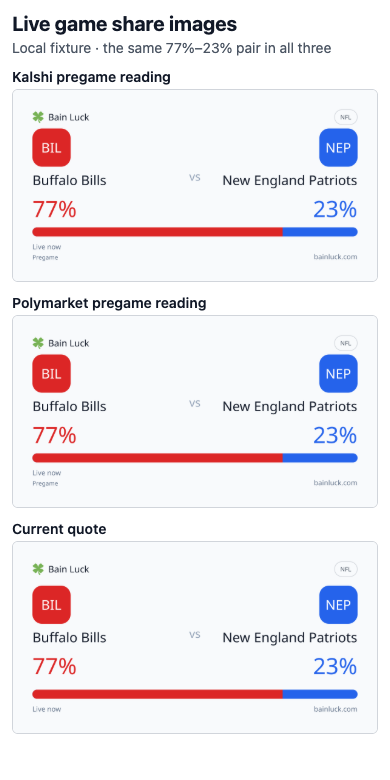 Live game share images
Local fixture · the same 77%–23% pair in all three
Kalshi pregame reading
Bain Luck
NFL
BIL
NEP
Buffalo Bills
VS
New England Patriots
77%
23%
Live now
Pregame
bainluck.com
Polymarket pregame reading
Bain Luck
NFL
BIL
NEP
Buffalo Bills
VS
New England Patriots
77%
23%
Live now
Pregame
bainluck.com
Current quote
Bain Luck
NFL
BIL
NEP
Buffalo Bills
VS
New England Patriots
77%
23%
Live now
bainluck.com